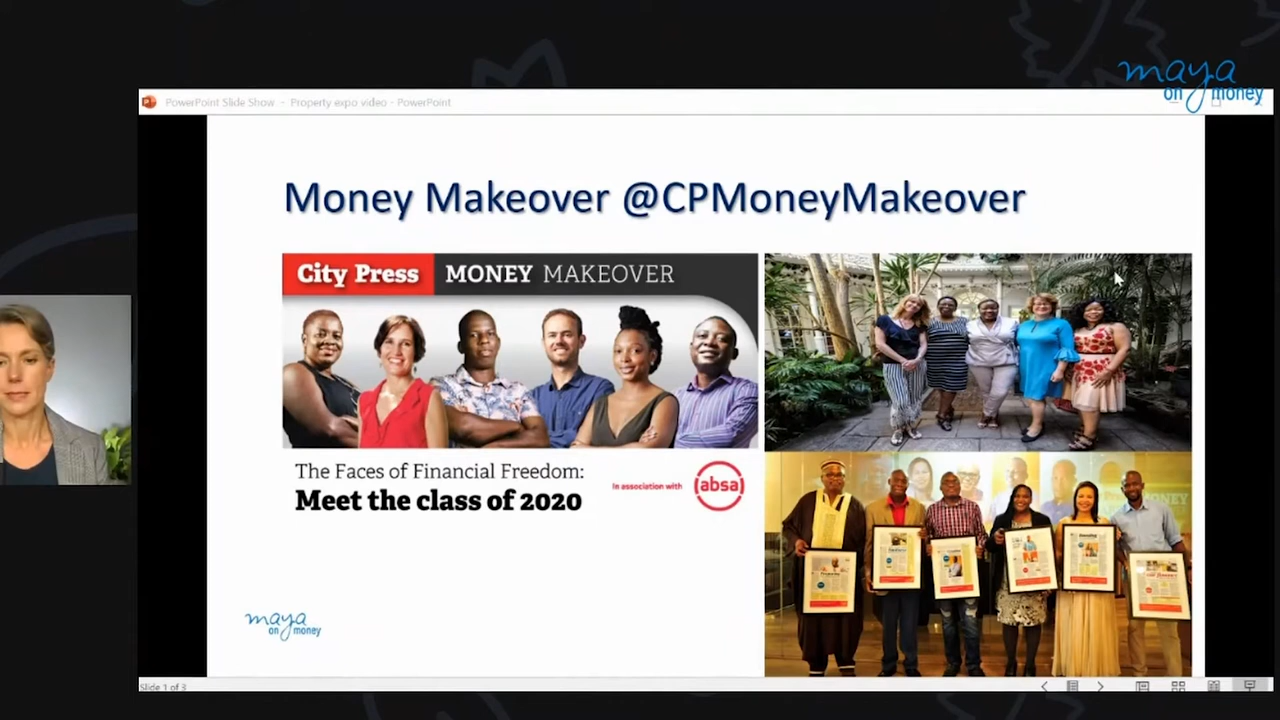 maya
on money
PowerPoint Slide Show - Property expo video - PowerPoint
Money Makeover @CPMoneyMakeover
City Press MONEY MAKEOVER
The Faces of Financial Freedom:
Meet the class of 2020
In association with
absa
maya
on money
Slide 1 of 3